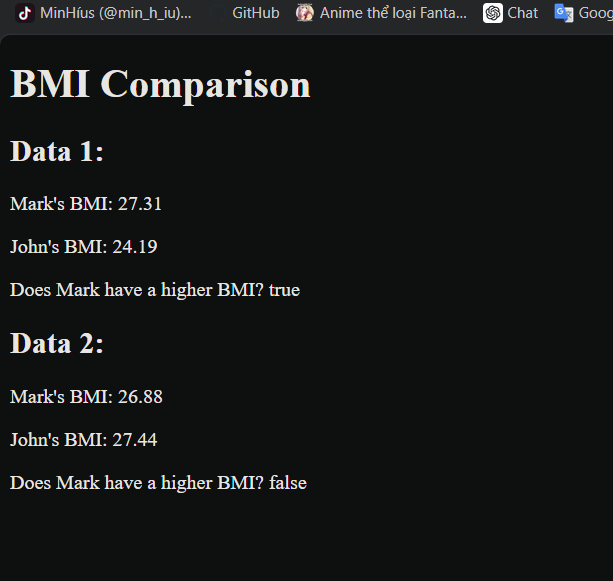 MinHíus (@min_h_iu)... GitHub Anime thể loại Fanta... Chat Goog
BMI Comparison
Data 1:
Mark's BMI: 27.31
John's BMI: 24.19
Does Mark have a higher BMI? true
Data 2:
Mark's BMI: 26.88
John's BMI: 27.44
Does Mark have a higher BMI? false